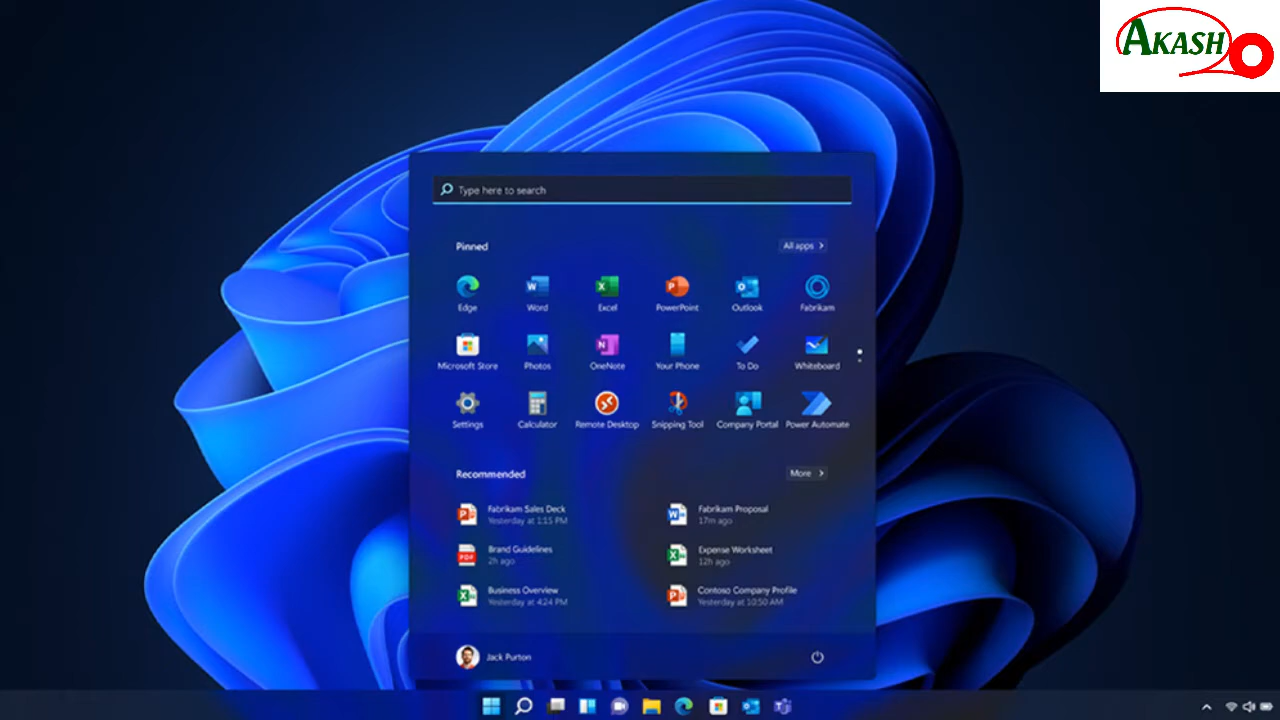 AKASH
Type here to search
Pinned
All apps
Edge
Word
Excel
PowerPoint
Outlook
Fabrikam
Microsoft Store
Photos
OneNote
Your Phone
To Do
Whiteboard
Settings
Calculator
Remote Desktop
Snipping Tool
Company Portal
Power Automate
Recommended
More
Fabrikam Sales Deck
Yesterday at 1:15 PM
Fabrikam Proposal
17m ago
Brand Guidelines
2h ago
Expense Worksheet
12h ago
Business Overview
Yesterday at 4:24 PM
Contoso Company Profile
Yesterday at 10:50 AM
Jack Purton